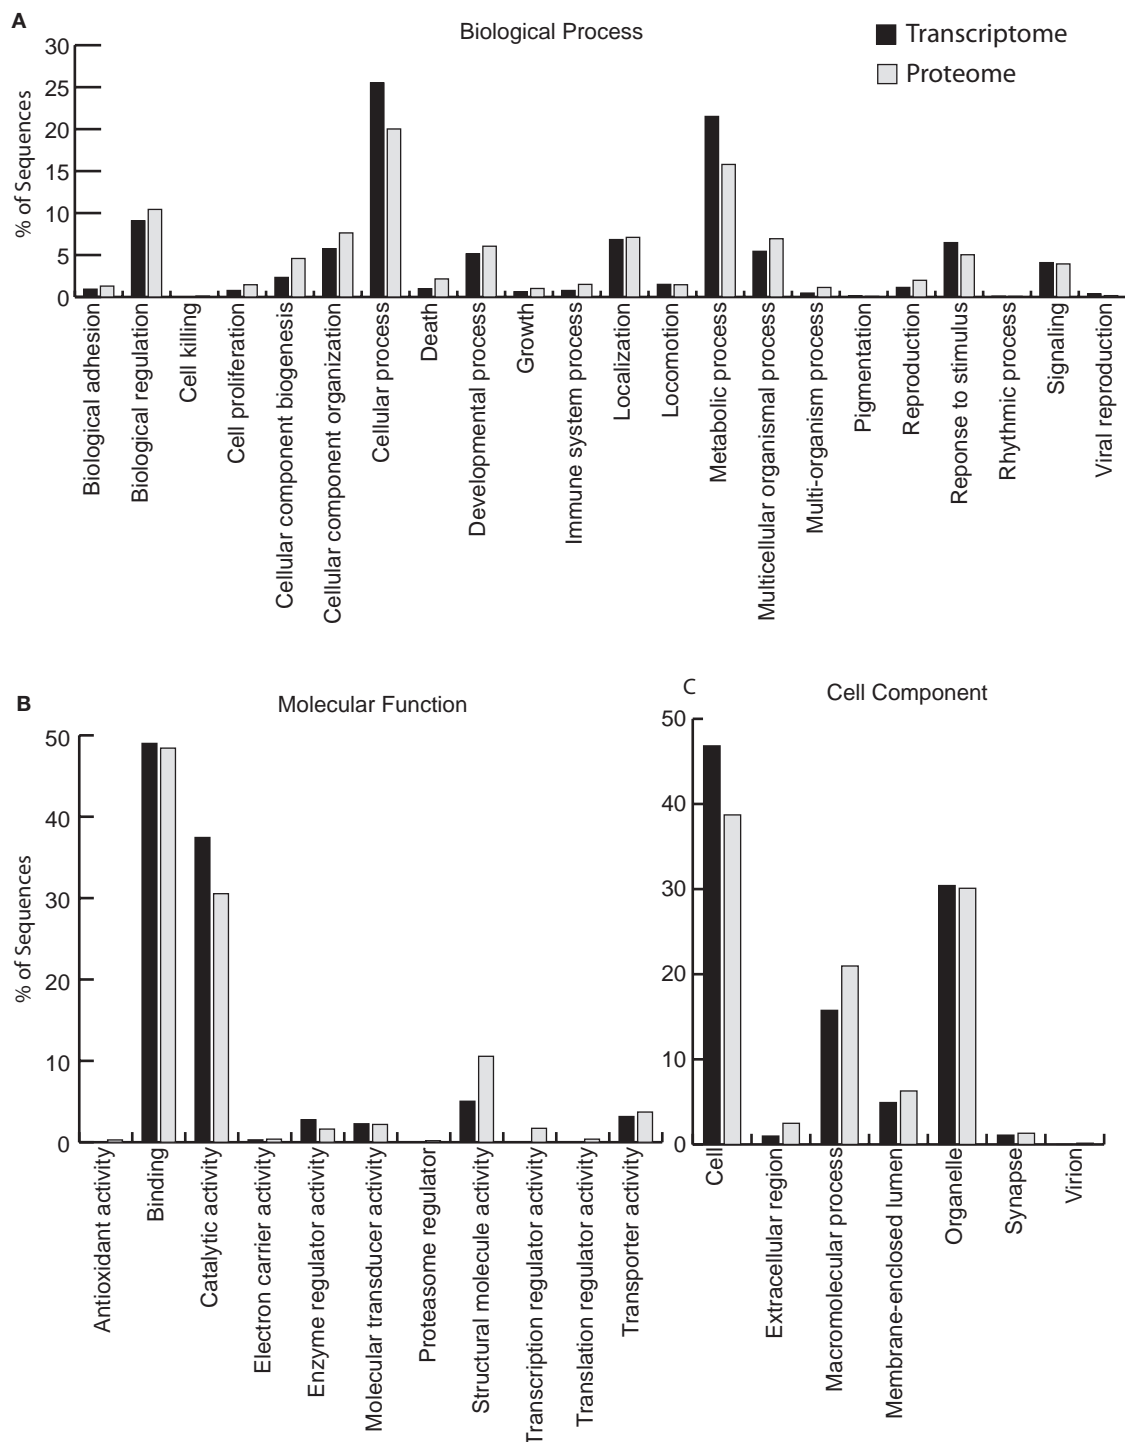 A
Biological Process
Transcriptome
Proteome
% of Sequences
30
25
20
15
10
5
0
Biological adhesion
Biological regulation
Cell killing
Cell proliferation
Cellular component biogenesis
Cellular component organization
Cellular process
Death
Developmental process
Growth
Immune system process
Localization
Locomotion
Metabolic process
Multicellular organismal process
Multi-organism process
Pigmentation
Reproduction
Reponse to stimulus
Rhythmic process
Signaling
Viral reproduction
B
Molecular Function
% of Sequences
50
40
30
20
10
0
Antioxidant activity
Binding
Catalytic activity
Electron carrier activity
Enzyme regulator activity
Molecular transducer activity
Proteasome regulator
Structural molecule activity
Transcription regulator activity
Translation regulator activity
Transporter activity
C
Cell Component
50
40
30
20
10
0
Cell
Extracellular region
Macromolecular process
Membrane-enclosed lumen
Organelle
Synapse
Virion